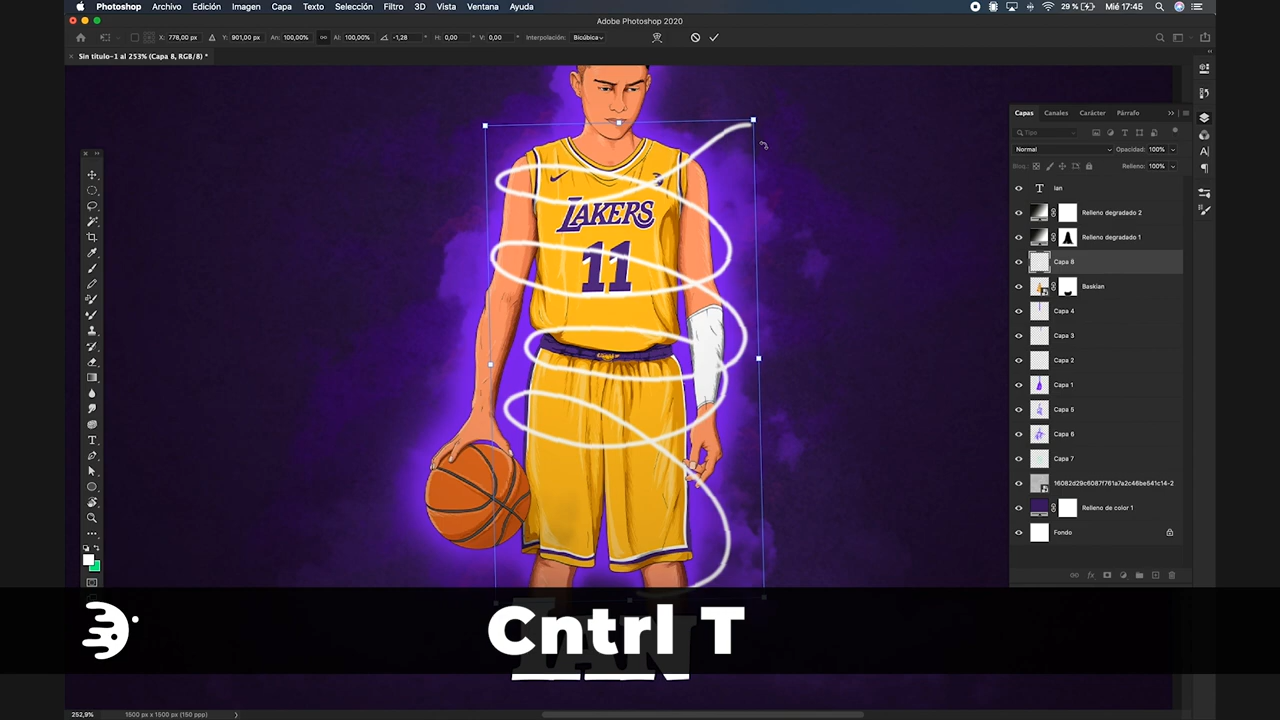 Photoshop Archivo Edición Imagen Capa Texto Selección Filtro 3D Vista Ventana Ayuda 29 % Mié 17:45
Adobe Photoshop 2020
X: 778,00 px Y: 901,00 px An: 100,00% Al: 100,00% -1,28 ° H: 0,00 ° V: 0,00 ° Interpolación: Bicúbica
× Sin título-1 al 253% (Capa 8, RGB/8) *
Capas Canales Carácter Párrafo
Tipo
Normal Opacidad: 100%
Bloq.: Relleno: 100%
Ian
Relleno degradado 2
Relleno degradado 1
Capa 8
Baskian
Capa 4
Capa 3
Capa 2
Capa 1
Capa 5
Capa 6
Capa 7
16082d29c6087f761a7a2c46be541c14-2
Relleno de color 1
Fondo
LAKERS
11
Cntrl T
IAN
252,9% 1500 px x 1500 px (150 ppp)